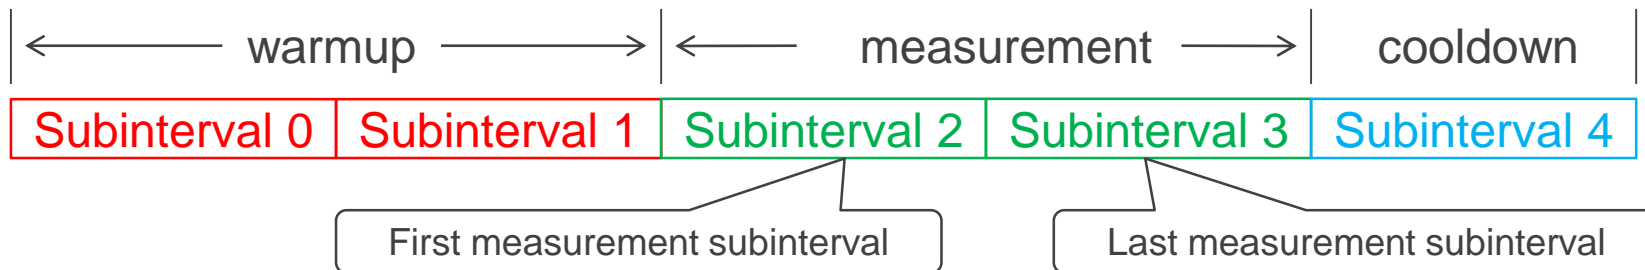 warmup measurement cooldown
Subinterval 0 Subinterval 1 Subinterval 2 Subinterval 3 Subinterval 4
First measurement subinterval Last measurement subinterval